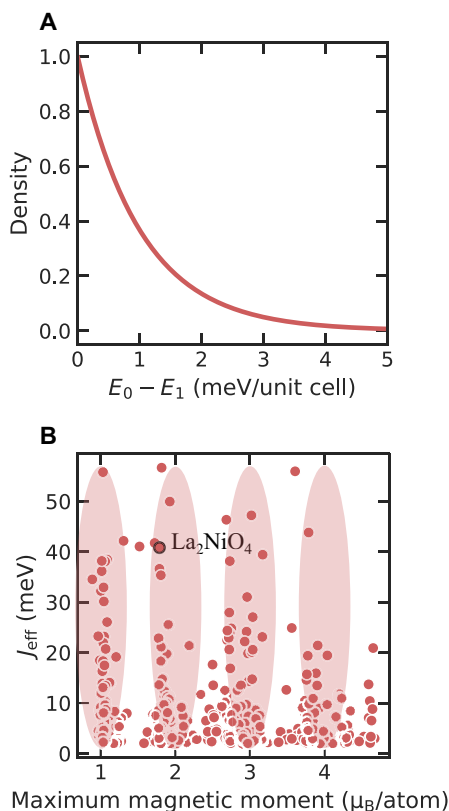 A
1.0
0.8
0.6
0.4
0.2
0.0
Density
0 1 2 3 4 5
E₀ − E₁ (meV/unit cell)
B
50
40
30
20
10
0
J_eff (meV)
La₂NiO₄
1 2 3 4
Maximum magnetic moment (μ_B/atom)